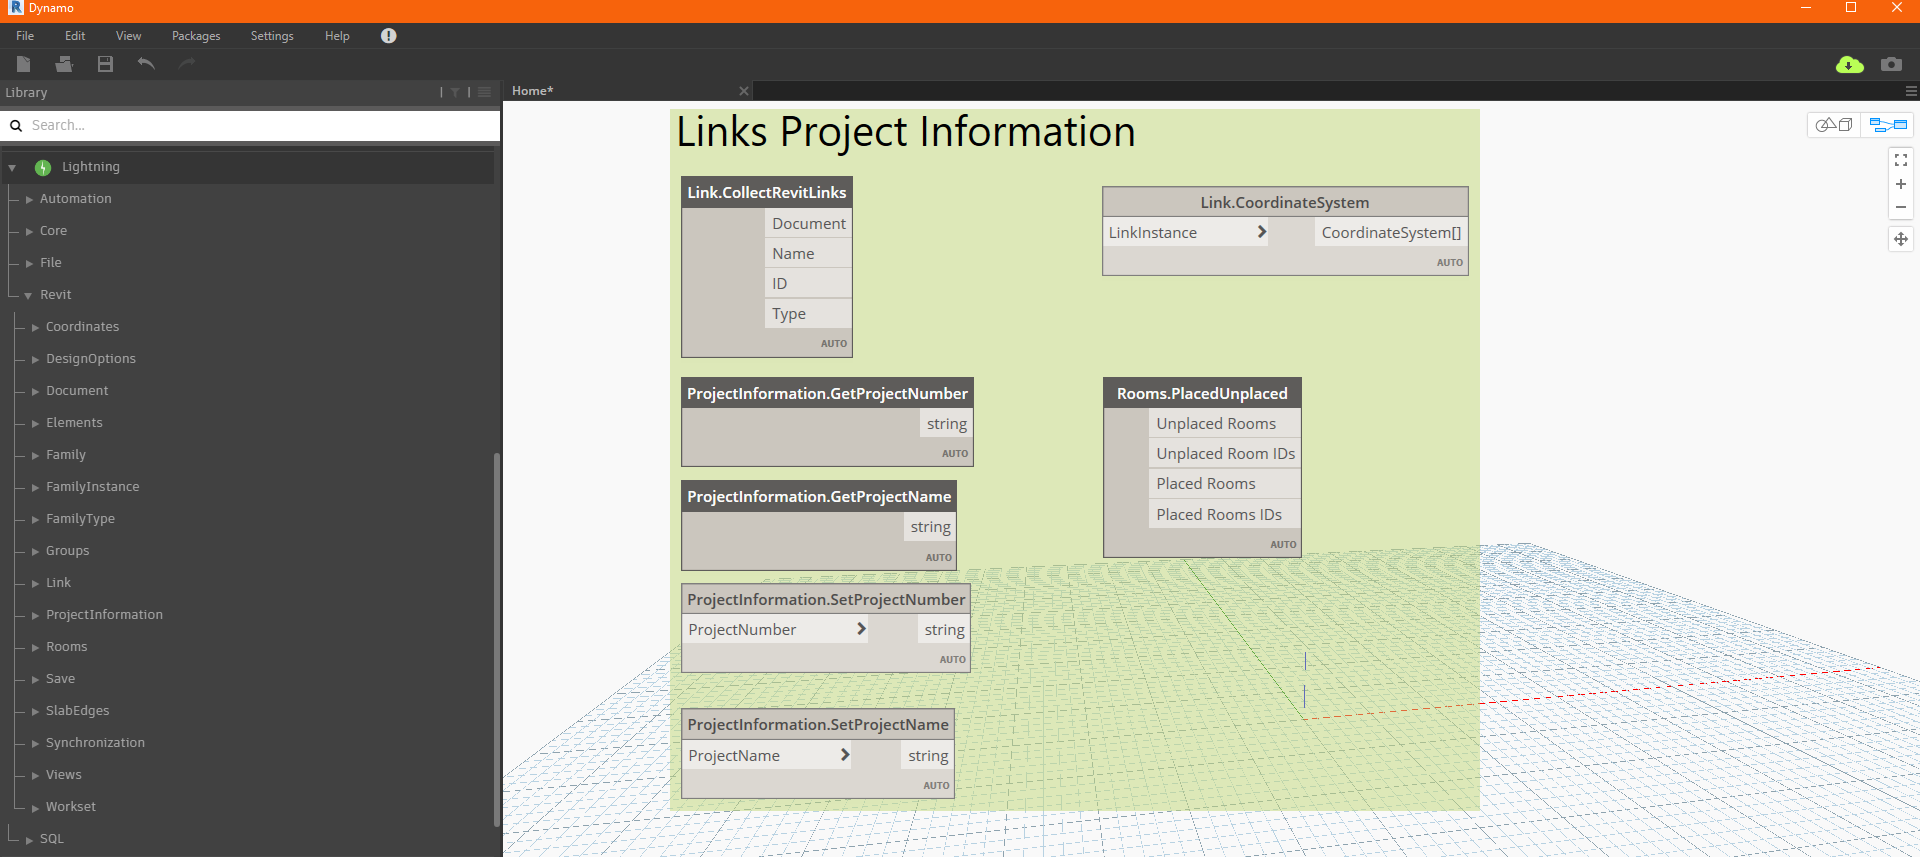 Dynamo
File Edit View Packages Settings Help
Library
Search...
Lightning
Automation
Core
File
Revit
Coordinates
DesignOptions
Document
Elements
Family
FamilyInstance
FamilyType
Groups
Link
ProjectInformation
Rooms
Save
SlabEdges
Synchronization
Views
Workset
SQL
Home*
Links Project Information
Link.CollectRevitLinks
Document
Name
ID
Type
AUTO
Link.CoordinateSystem
LinkInstance CoordinateSystem[]
AUTO
ProjectInformation.GetProjectNumber
string
AUTO
Rooms.PlacedUnplaced
Unplaced Rooms
Unplaced Room IDs
Placed Rooms
Placed Rooms IDs
AUTO
ProjectInformation.GetProjectName
string
AUTO
ProjectInformation.SetProjectNumber
ProjectNumber string
AUTO
ProjectInformation.SetProjectName
ProjectName string
AUTO